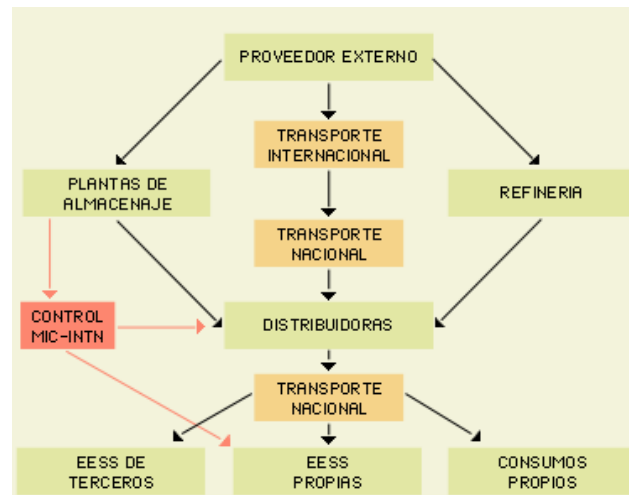 PROVEEDOR EXTERNO
TRANSPORTE
INTERNACIONAL
PLANTAS DE
ALMACENAJE
REFINERIA
TRANSPORTE
NACIONAL
CONTROL
MIC-INTN
DISTRIBUIDORAS
TRANSPORTE
NACIONAL
EESS DE
TERCEROS
EESS
PROPIAS
CONSUMOS
PROPIOS